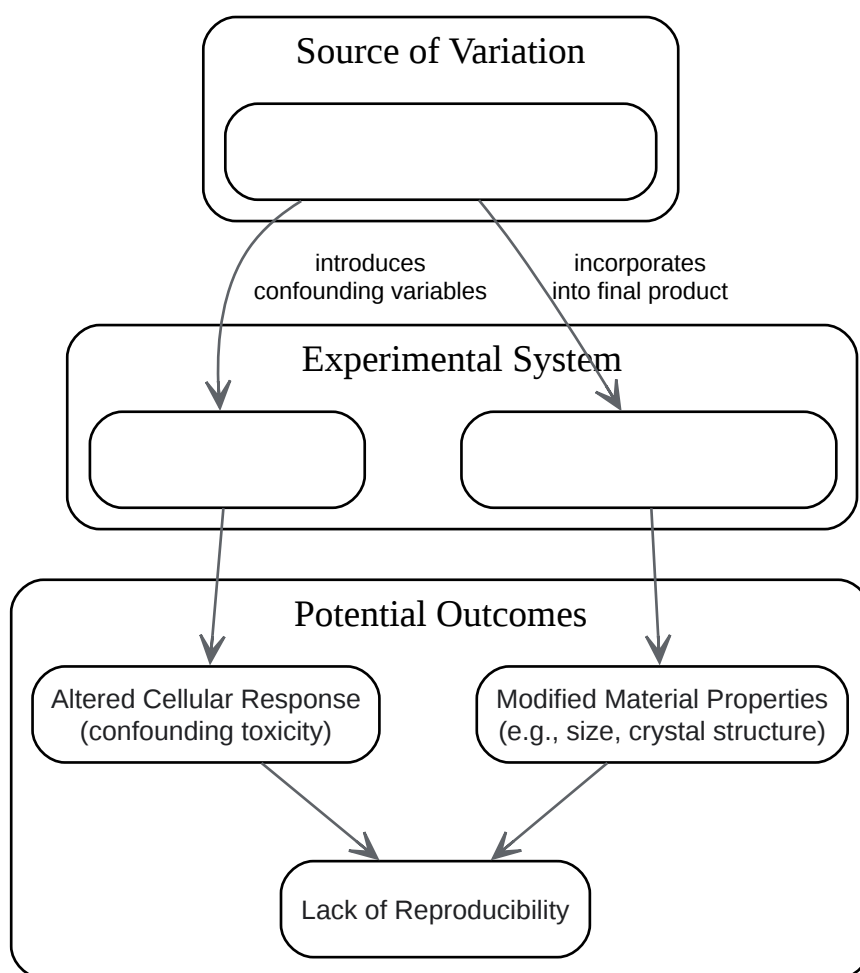 Source of Variation
introduces
confounding variables
incorporates
into final product
Experimental System
Potential Outcomes
Altered Cellular Response
(confounding toxicity)
Modified Material Properties
(e.g., size, crystal structure)
Lack of Reproducibility